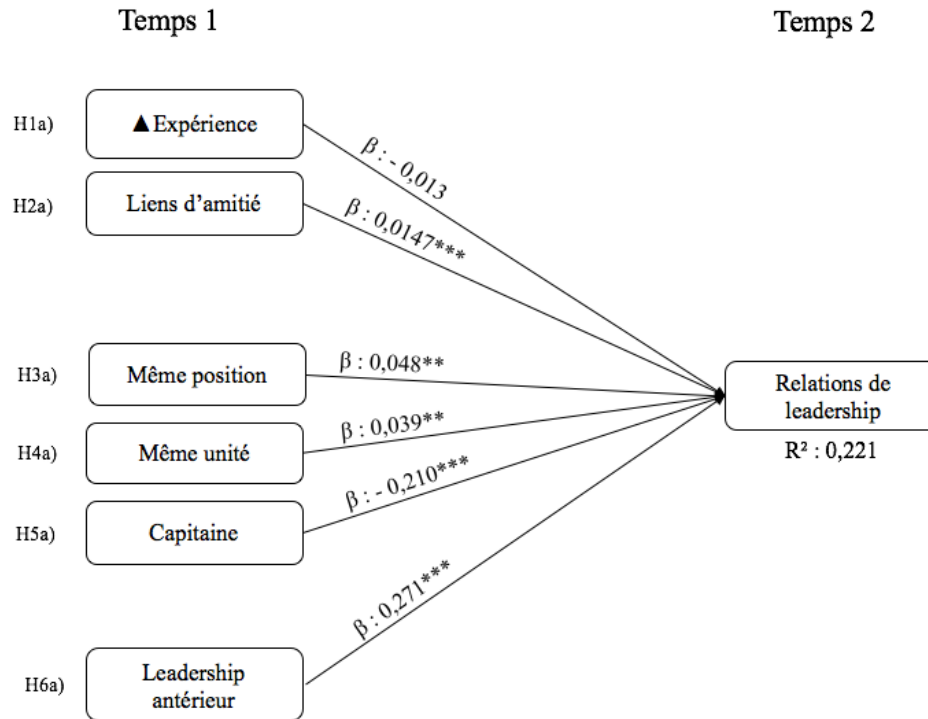 Temps 1
Temps 2
H1a)
▲Expérience
β : - 0,013
H2a)
Liens d'amitié
β : 0,0147***
H3a)
Même position
β : 0,048**
H4a)
Même unité
β : 0,039**
H5a)
Capitaine
β : - 0,210***
H6a)
Leadership
antérieur
β : 0,271***
Relations de
leadership
R² : 0,221